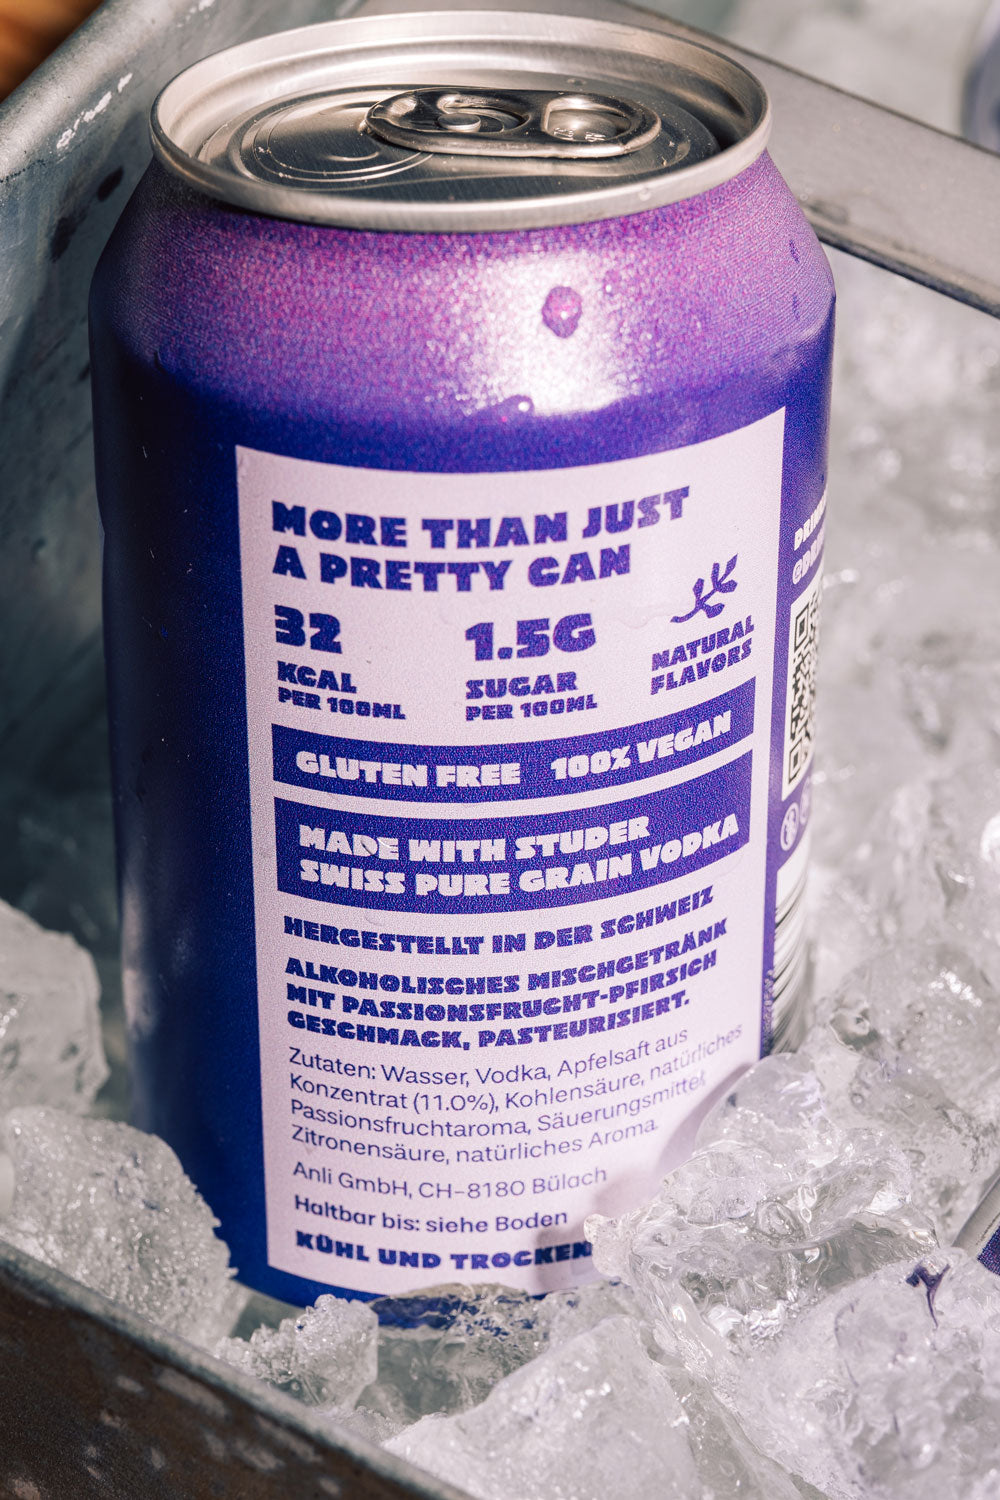 MORE THAN JUST
A PRETTY CAN
32
KCAL
PER 100ML
1.5G
SUGAR
PER 100ML
NATURAL
FLAVORS
GLUTEN FREE 100% VEGAN
MADE WITH STUDER
SWISS PURE GRAIN VODKA
HERGESTELLT IN DER SCHWEIZ
ALKOHOLISCHES MISCHGETRÄNK
MIT PASSIONSFRUCHT-PFIRSICH
GESCHMACK, PASTEURISIERT.
Zutaten: Wasser, Vodka, Apfelsaft aus
Konzentrat (11.0%), Kohlensäure, natürliches
Passionsfruchtaroma, Säuerungsmittel
Zitronensäure, natürliches Aroma.
Anli GmbH, CH-8180 Bülach
Haltbar bis: siehe Boden
KÜHL UND TROCKEN